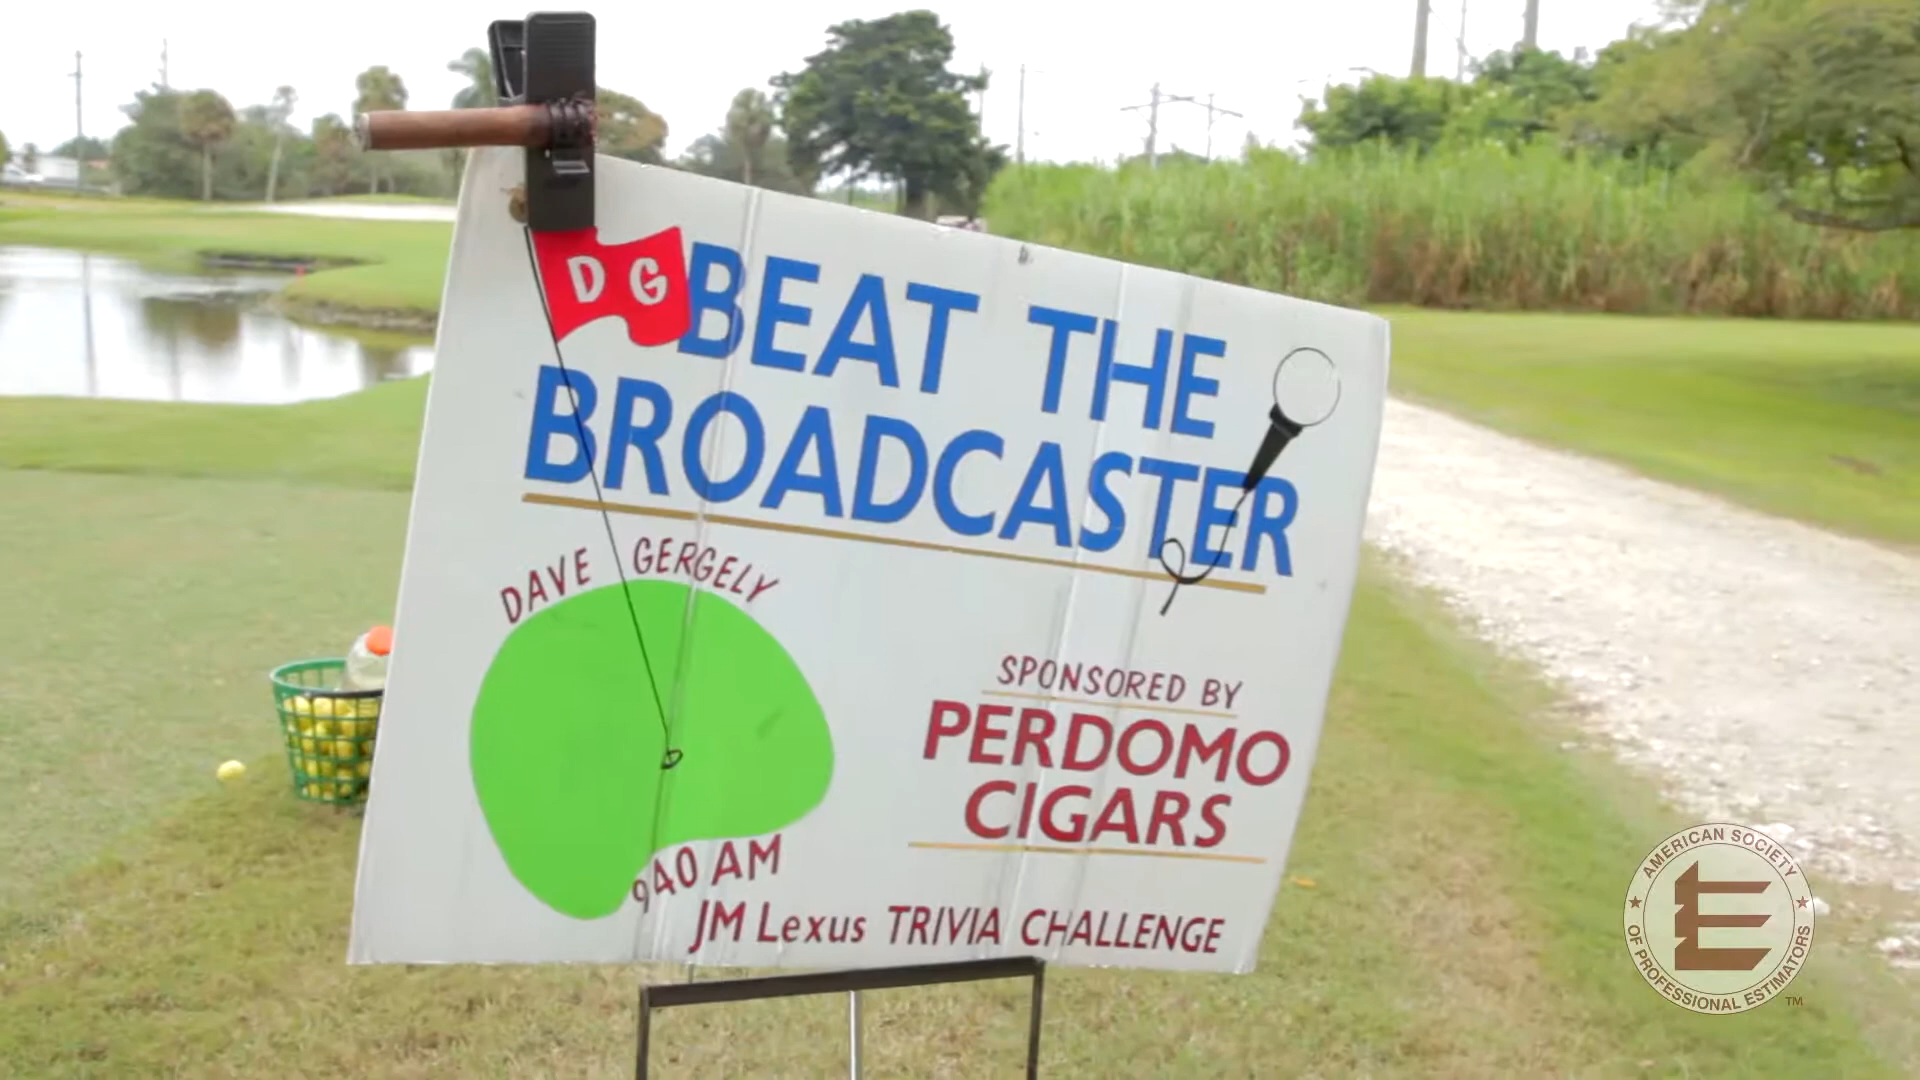 D G
BEAT THE
BROADCASTER
DAVE GERGELY
SPONSORED BY
PERDOMO
CIGARS
940 AM
JM Lexus TRIVIA CHALLENGE
AMERICAN SOCIETY
OF PROFESSIONAL ESTIMATORS
E
TM